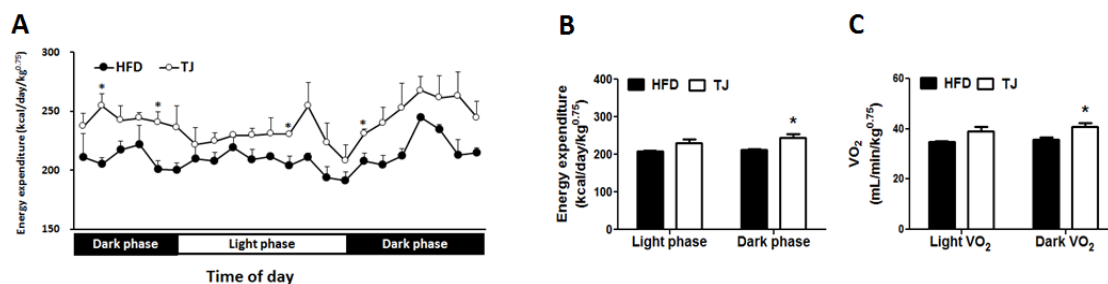 A
Energy expenditure (kcal/day/kg0.75)
300
250
200
150
HFD
TJ
*
*
*
*
Dark phase
Light phase
Dark phase
Time of day
B
Energy expenditure
(kcal/day/kg0.75)
400
300
200
100
0
HFD
TJ
*
Light phase
Dark phase
C
VO2
(mL/min/kg0.75)
60
40
20
0
HFD
TJ
*
Light VO2
Dark VO2